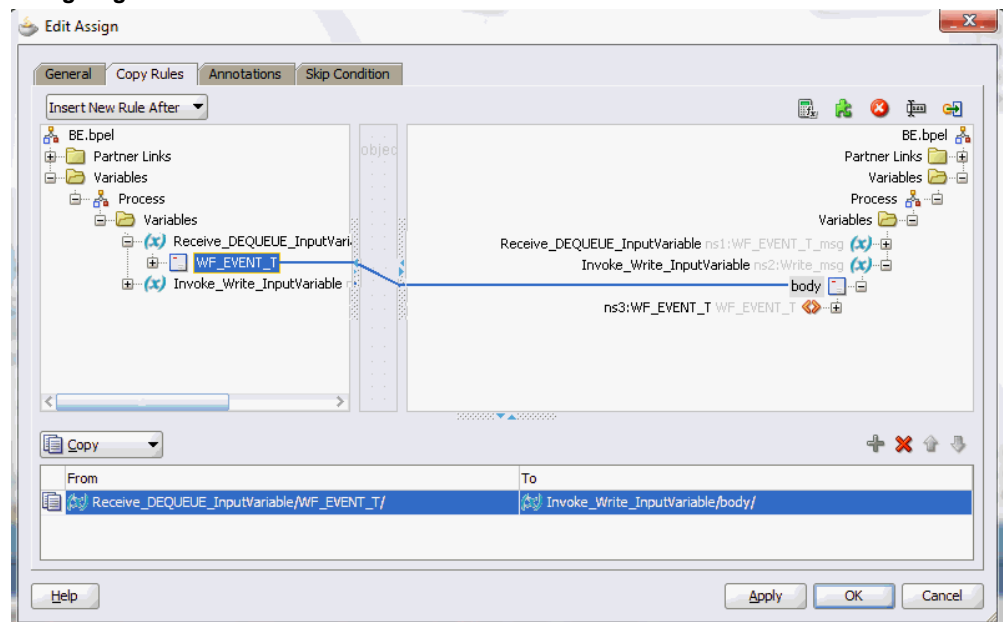 Edit Assign
General Copy Rules Annotations Skip Condition
Insert New Rule After
BE.bpel
Partner Links
Variables
Process
Variables
(x) Receive_DEQUEUE_InputVari
WF_EVENT_T
(x) Invoke_Write_InputVariable
objec
BE.bpel
Partner Links
Variables
Process
Variables
Receive_DEQUEUE_InputVariable ns1:WF_EVENT_T_msg (x)
Invoke_Write_InputVariable ns2:Write_msg (x)
body
ns3:WF_EVENT_T WF_EVENT_T
Copy
From To
Receive_DEQUEUE_InputVariable/WF_EVENT_T/ Invoke_Write_InputVariable/body/
Help Apply OK Cancel